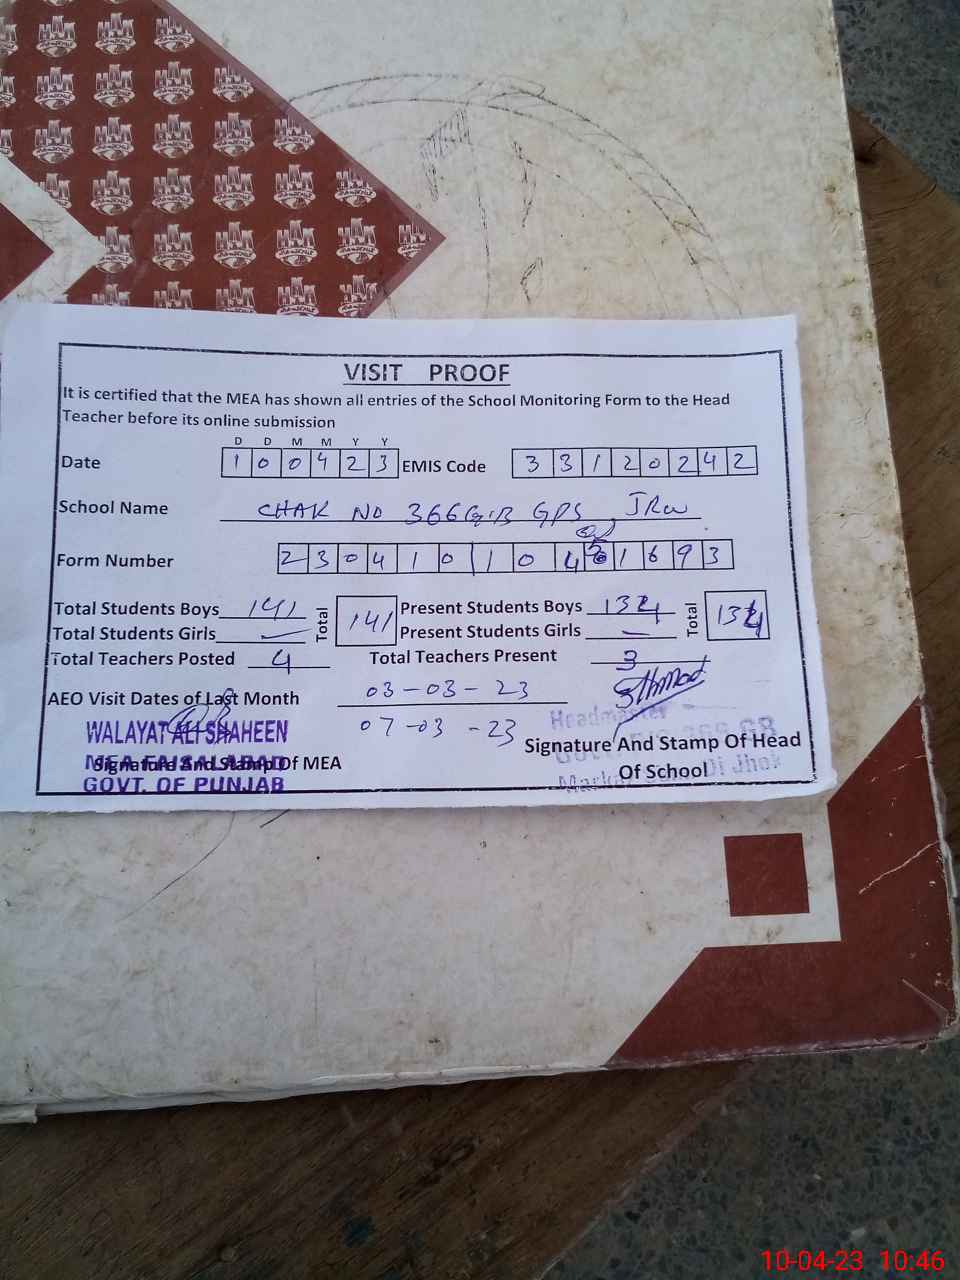 VISIT PROOF
It is certified that the MEA has shown all entries of the School Monitoring Form to the Head
Teacher before its online submission
D D M M Y Y
Date 1 0 0 4 2 3 EMIS Code 3 3 1 2 0 2 4 2
School Name CHAK NO 366 GPS
Form Number 2 3 0 4 1 0 1 0 4 1 6 9 3
Total Students Boys 141 Total 141 Present Students Boys Total
Total Students Girls — Present Students Girls —
Total Teachers Posted 4 Total Teachers Present 3
AEO Visit Dates of Last Month 03-03-23
07-03-23
WALAYAT ALI SHAHEEN
MEA FAISALABAD
GOVT. OF PUNJAB
Signature And Stamp Of MEA
Headmaster
Signature And Stamp Of Head
Of School
Di Jhok
10-04-23 10:46